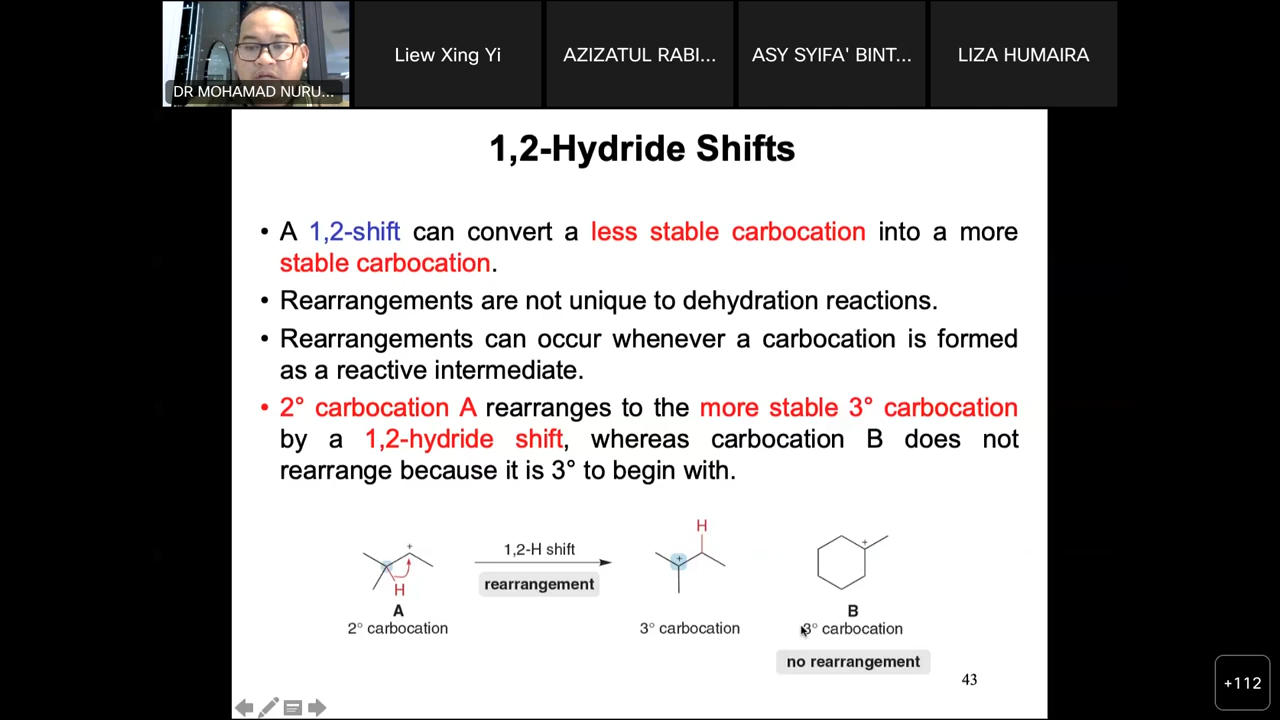 DR MOHAMAD NURU...
Liew Xing Yi
AZIZATUL RABI...
ASY SYIFA' BINT...
LIZA HUMAIRA
1,2-Hydride Shifts
• A 1,2-shift can convert a less stable carbocation into a more
stable carbocation.
• Rearrangements are not unique to dehydration reactions.
• Rearrangements can occur whenever a carbocation is formed
as a reactive intermediate.
• 2° carbocation A rearranges to the more stable 3° carbocation
by a 1,2-hydride shift, whereas carbocation B does not
rearrange because it is 3° to begin with.
+
H
A
2° carbocation
1,2-H shift
rearrangement
H
+
3° carbocation
+
B
3° carbocation
no rearrangement
43
+112